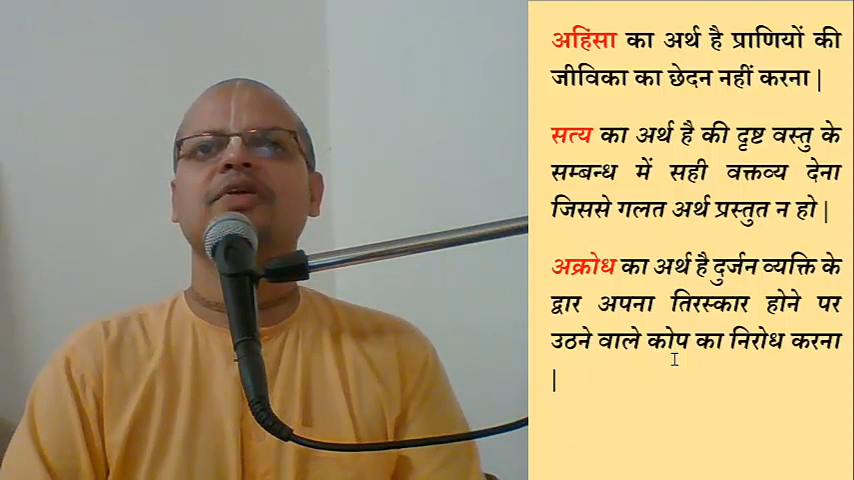 अहिंसा का अर्थ है प्राणियों की
जीविका का छेदन नहीं करना |
सत्य का अर्थ है की दृष्ट वस्तु के
सम्बन्ध में सही वक्तव्य देना
जिससे गलत अर्थ प्रस्तुत न हो |
अक्रोध का अर्थ है दुर्जन व्यक्ति के
द्वार अपना तिरस्कार होने पर
उठने वाले कोप का निरोध करना
|